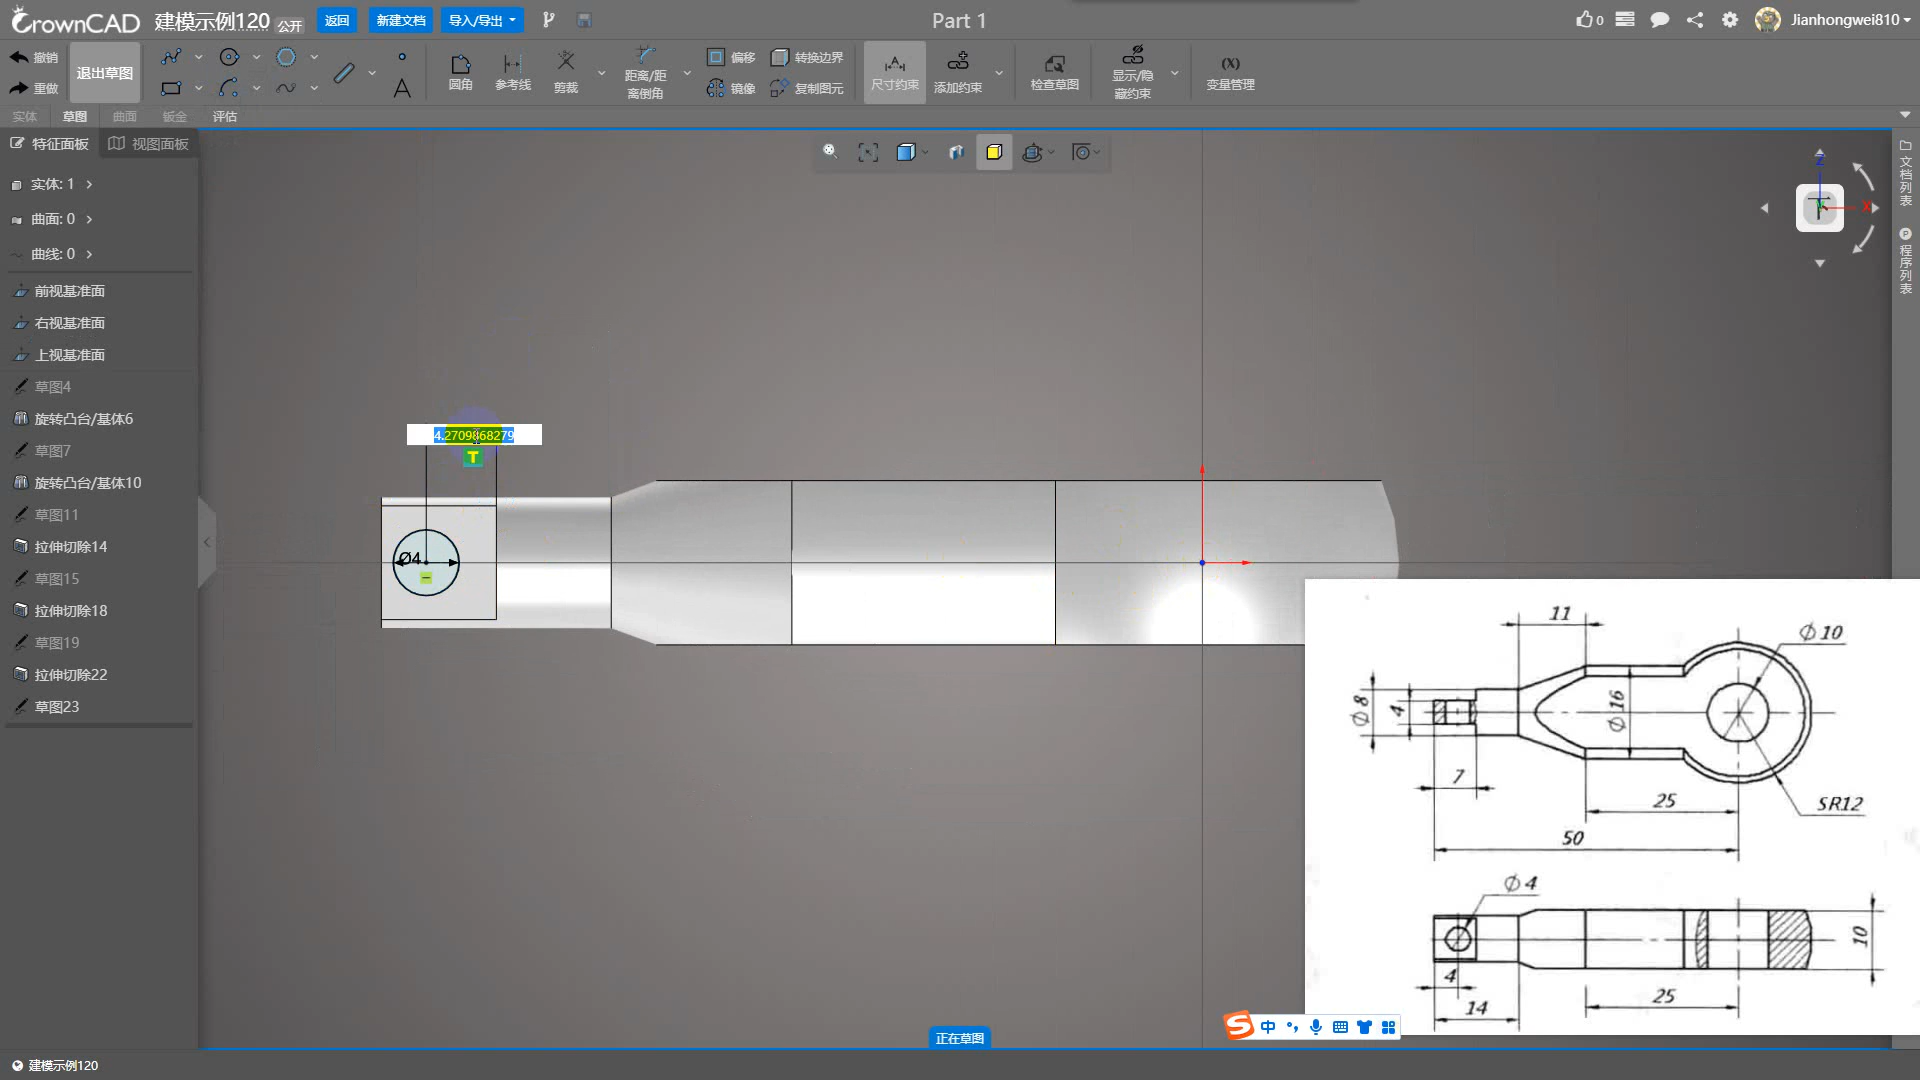 CrownCAD 建模示例120 公开 返回 新建文档 导入/导出 Part 1 0 Jianhongwei810
撤销 退出草图 偏移 转换边界
重做 圆角 参考线 剪裁 距离/距离倒角 镜像 复制图元 尺寸约束 添加约束 检查草图 显示/隐藏约束 (X) 变量管理
实体 草图 曲面 钣金 评估
特征面板 视图面板
实体: 1
曲面: 0
曲线: 0
前视基准面
右视基准面
上视基准面
草图4
旋转凸台/基体6
草图7
旋转凸台/基体10
草图11
拉伸切除14
草图15
拉伸切除18
草图19
拉伸切除22
草图23
4.2709868279
T
Ø4
Z
X
文档列表
程序列表
11
Φ10
Φ8
4
Φ16
7
25
SR12
50
Φ4
10
4
25
14
中
正在草图
建模示例120